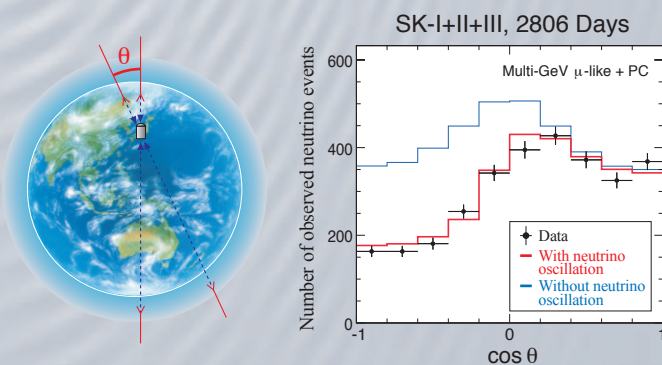 θ
SK-I+II+III, 2806 Days
Multi-GeV μ-like + PC
Number of observed neutrino events
600
400
200
0
Data
With neutrino
oscillation
Without neutrino
oscillation
-1 0 1
cos θ